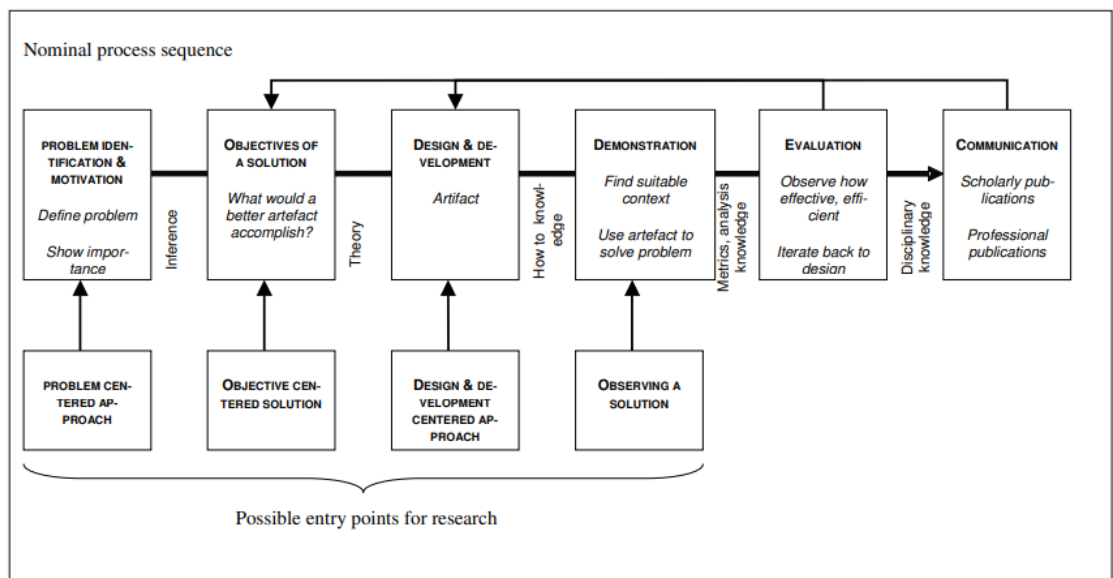 Nominal process sequence
PROBLEM IDEN-
TIFICATION &
MOTIVATION
Define problem
Show impor-
tance
Inference
OBJECTIVES OF
A SOLUTION
What would a
better artefact
accomplish?
Theory
DESIGN & DE-
VELOPMENT
Artifact
How to knowl-
edge
DEMONSTRATION
Find suitable
context
Use artefact to
solve problem
Metrics, analysis
knowledge
EVALUATION
Observe how
effective, effi-
cient
Iterate back to
design
Disciplinary
knowledge
COMMUNICATION
Scholarly pub-
lications
Professional
publications
PROBLEM CEN-
TERED AP-
PROACH
OBJECTIVE CEN-
TERED SOLUTION
DESIGN & DE-
VELOPMENT
CENTERED AP-
PROACH
OBSERVING A
SOLUTION
Possible entry points for research